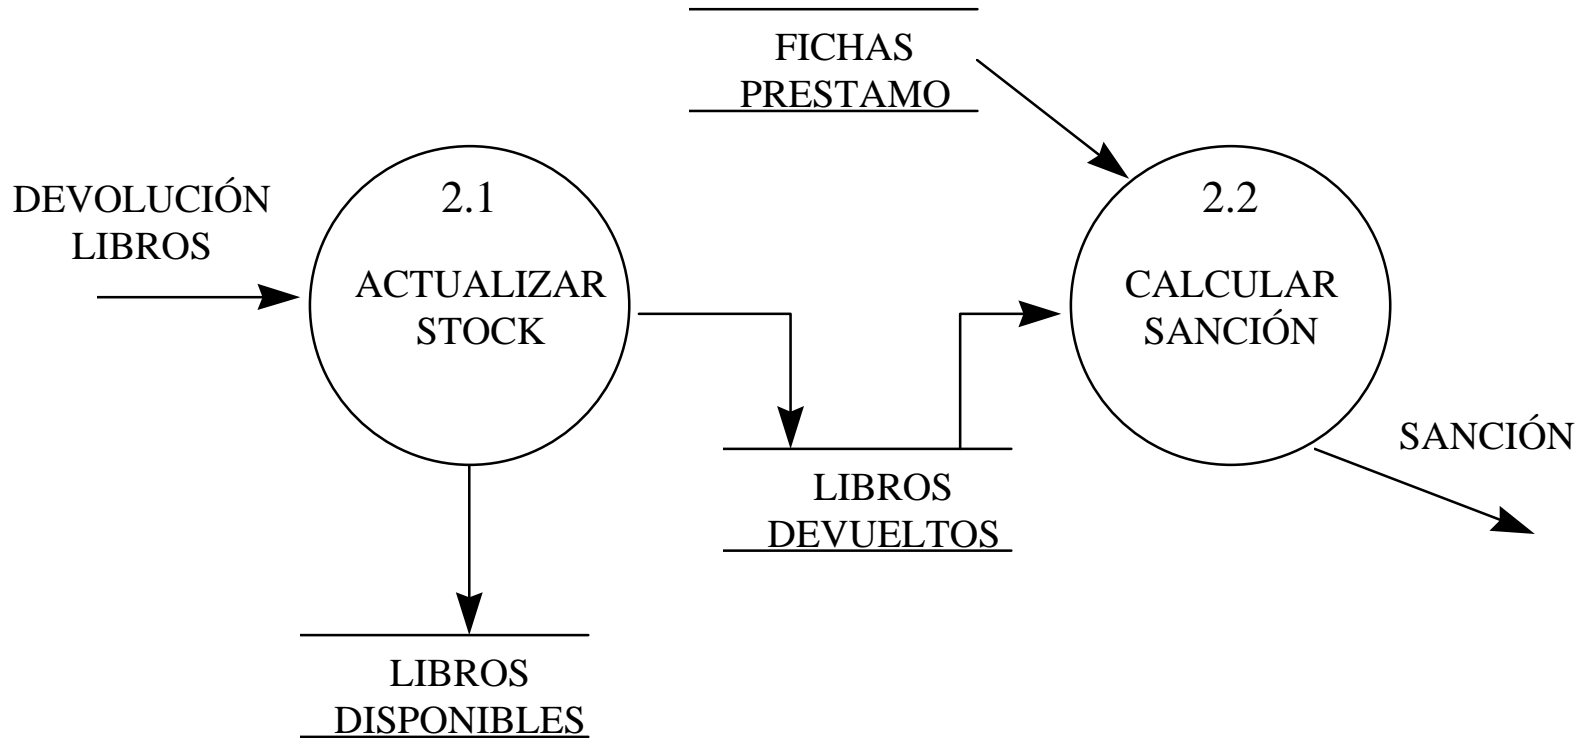 FICHAS
PRESTAMO
DEVOLUCIÓN
LIBROS
2.1
ACTUALIZAR
STOCK
2.2
CALCULAR
SANCIÓN
SANCIÓN
LIBROS
DEVUELTOS
LIBROS
DISPONIBLES